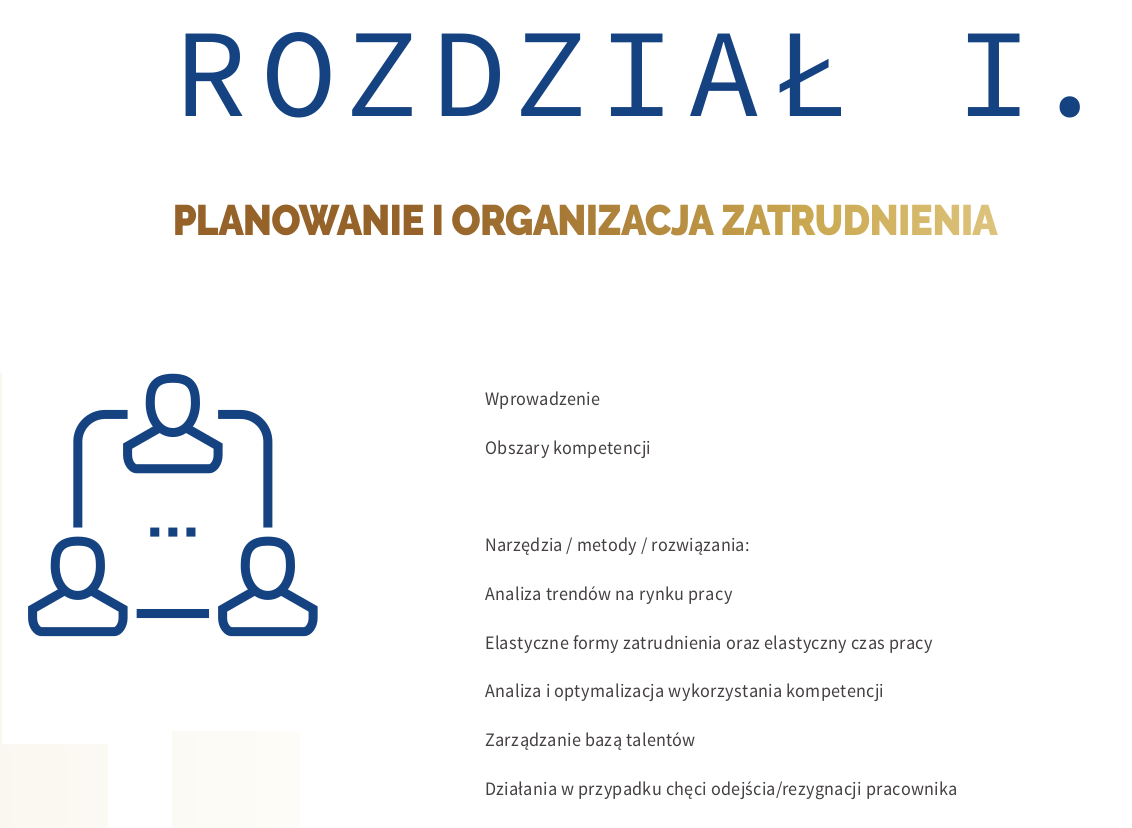 ROZDZIAŁ I.
PLANOWANIE I ORGANIZACJA ZATRUDNIENIA
Wprowadzenie
Obszary kompetencji
Narzędzia / metody / rozwiązania:
Analiza trendów na rynku pracy
Elastyczne formy zatrudnienia oraz elastyczny czas pracy
Analiza i optymalizacja wykorzystania kompetencji
Zarządzanie bazą talentów
Działania w przypadku chęci odejścia/rezygnacji pracownika